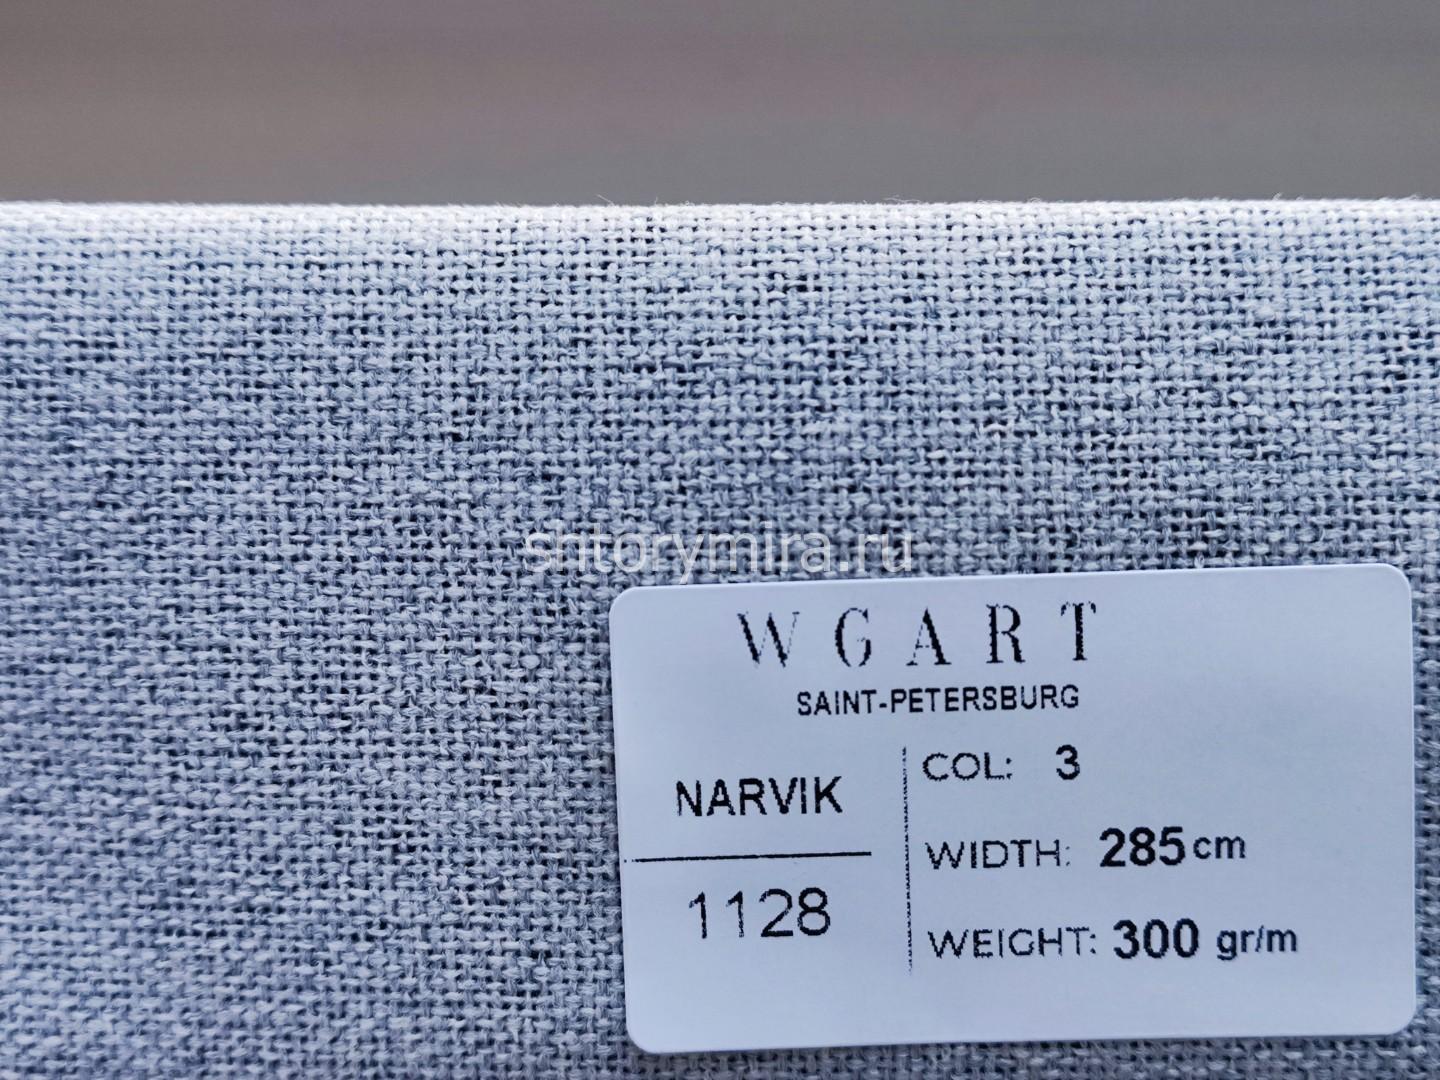 shtorymira.ru
WGART
SAINT-PETERSBURG
NARVIK
1128
COL: 3
WIDTH: 285 cm
WEIGHT: 300 gr/m